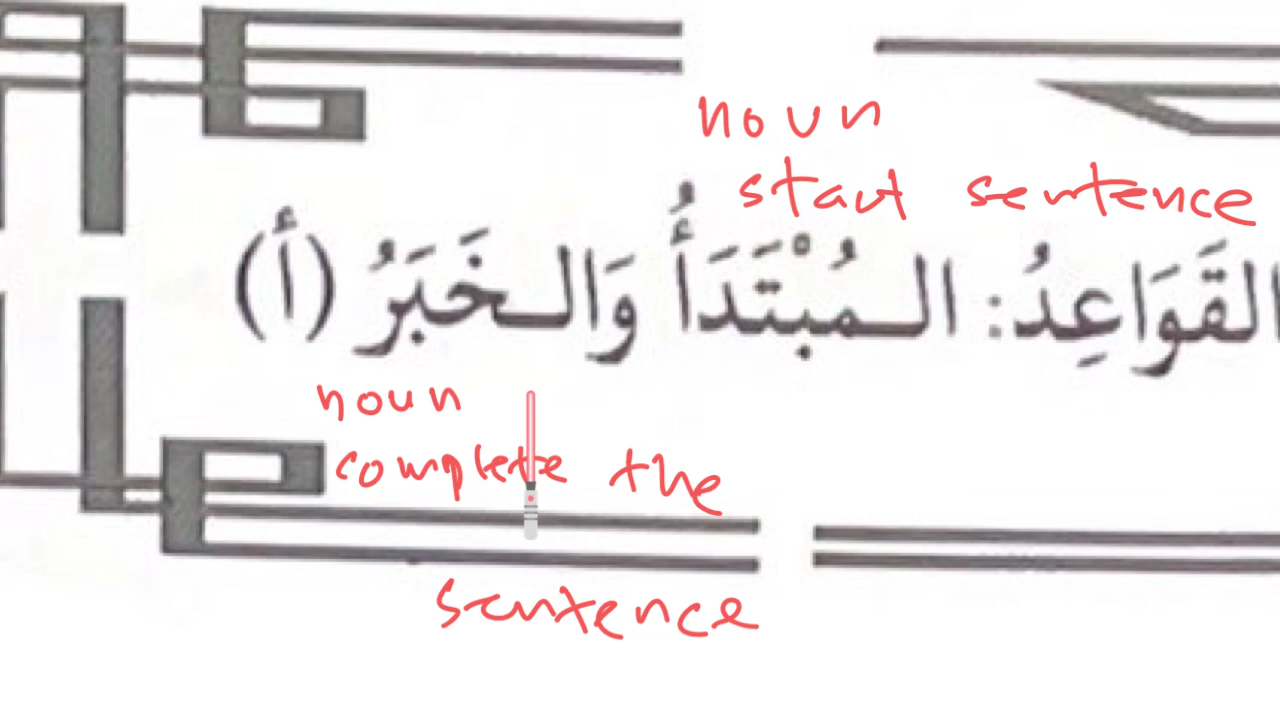 noun
start sentence
القَوَاعِدُ: الـمُبْتَدَأُ وَالـخَبَرُ (أ)
noun
complete the
sentence